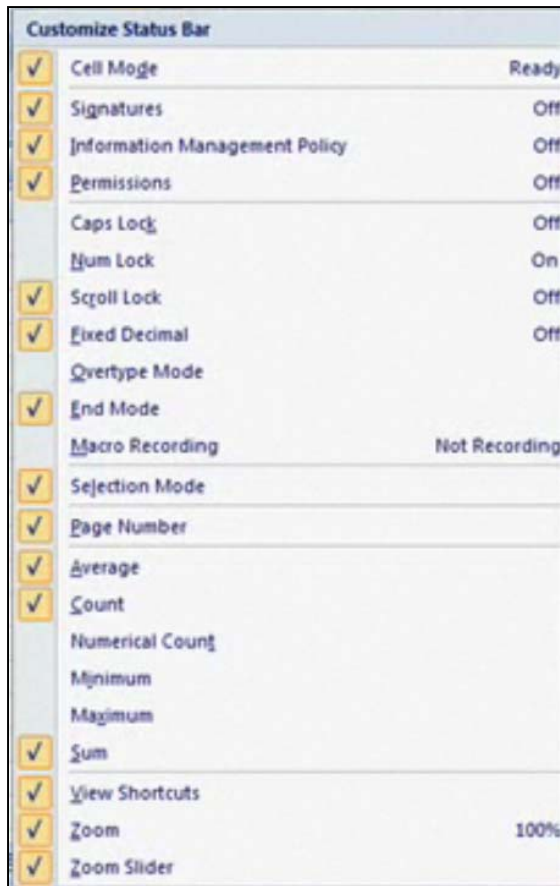 Customize Status Bar
Cell Mode Ready
Signatures Off
Information Management Policy Off
Permissions Off
Caps Lock Off
Num Lock On
Scroll Lock Off
Fixed Decimal Off
Overtype Mode
End Mode
Macro Recording Not Recording
Selection Mode
Page Number
Average
Count
Numerical Count
Minimum
Maximum
Sum
View Shortcuts
Zoom 100%
Zoom Slider